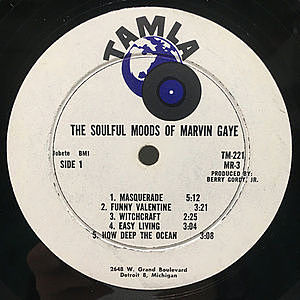 TAMLA
THE SOULFUL MOODS OF MARVIN GAYE
Jobete BMI
SIDE 1
TM-221
MR-3
PRODUCED BY:
BERRY GORDY, JR.
1. MASQUERADE 5:12
2. FUNNY VALENTINE 3:21
3. WITCHCRAFT 2:25
4. EASY LIVING 3:04
5. HOW DEEP THE OCEAN 3:08
2648 W. Grand Boulevard
Detroit 8, Michigan